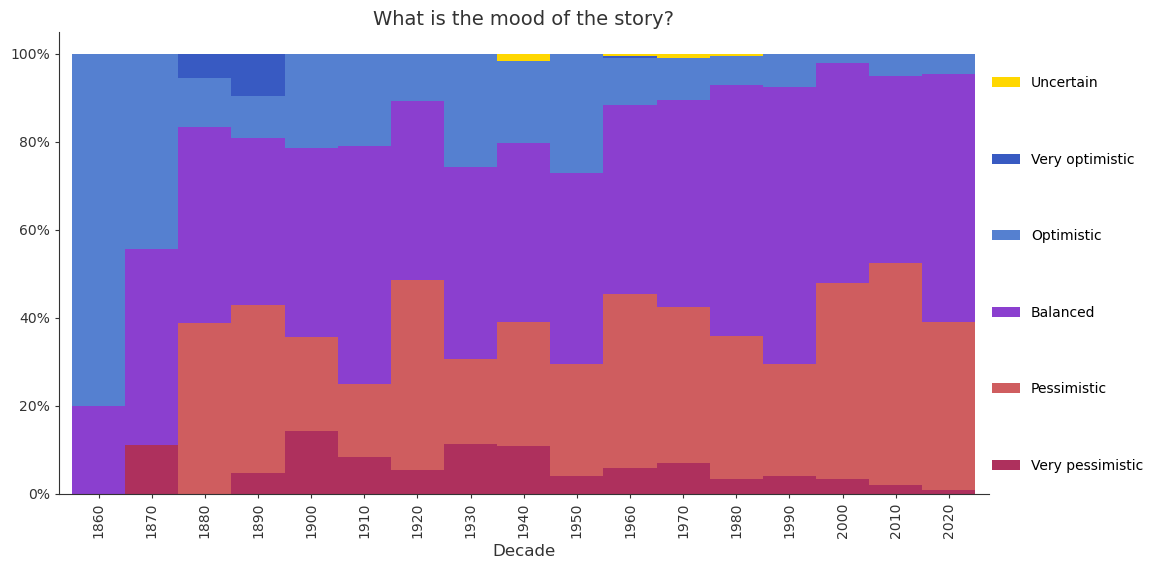 What is the mood of the story?
100%
80%
60%
40%
20%
0%
Uncertain
Very optimistic
Optimistic
Balanced
Pessimistic
Very pessimistic
1860
1870
1880
1890
1900
1910
1920
1930
1940
1950
1960
1970
1980
1990
2000
2010
2020
Decade